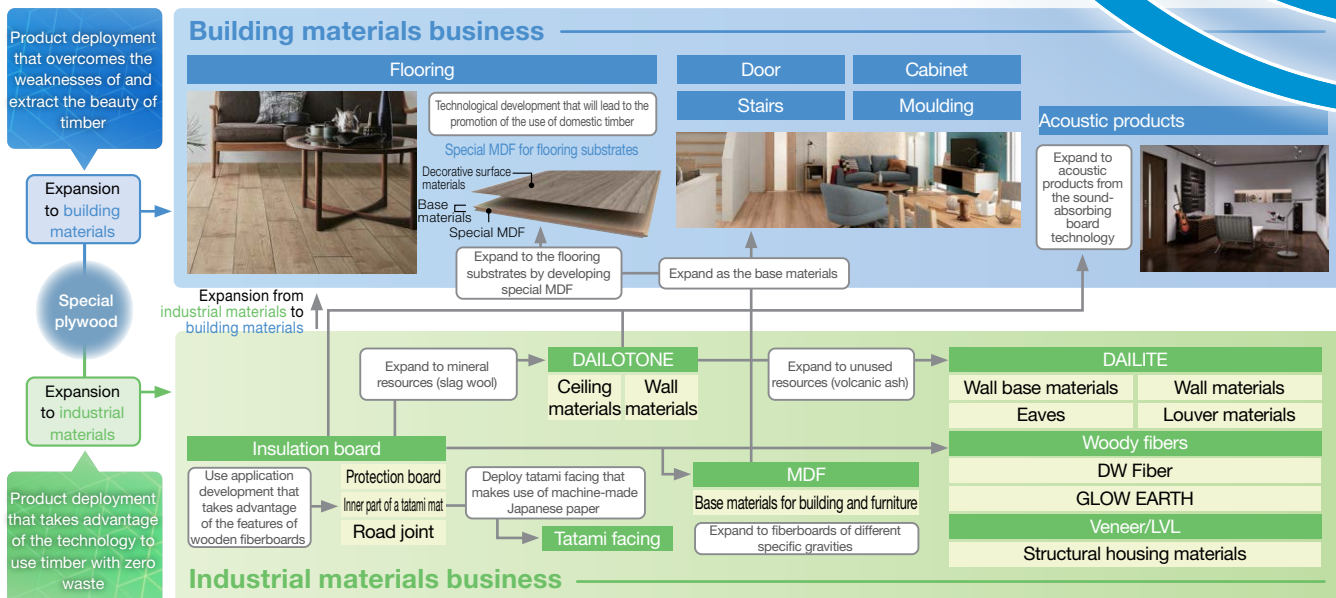 Product deployment
that overcomes the
weaknesses of and
extract the beauty of
timber
Expansion
to building
materials
Special
plywood
Expansion
to industrial
materials
Product deployment
that takes advantage
of the technology to
use timber with zero
waste
Building materials business
Flooring
Technological development that will lead to the
promotion of the use of domestic timber
Special MDF for flooring substrates
Decorative surface
materials
Base
materials
Special MDF
Expand to the flooring
substrates by developing
special MDF
Door
Cabinet
Stairs
Moulding
Expand as the base materials
Acoustic products
Expand to
acoustic
products from
the sound-
absorbing
board
technology
Expansion from
industrial materials to
building materials
Expand to mineral
resources (slag wool)
DAILOTONE
Ceiling
materials
Wall
materials
Expand to unused
resources (volcanic ash)
DAILITE
Wall base materials
Wall materials
Eaves
Louver materials
Insulation board
Use application
development that
takes advantage
of the features of
wooden fiberboards
Protection board
Inner part of a tatami mat
Road joint
Deploy tatami facing that
makes use of machine-made
Japanese paper
Tatami facing
MDF
Base materials for building and furniture
Expand to fiberboards of different
specific gravities
Woody fibers
DW Fiber
GLOW EARTH
Veneer/LVL
Structural housing materials
Industrial materials business